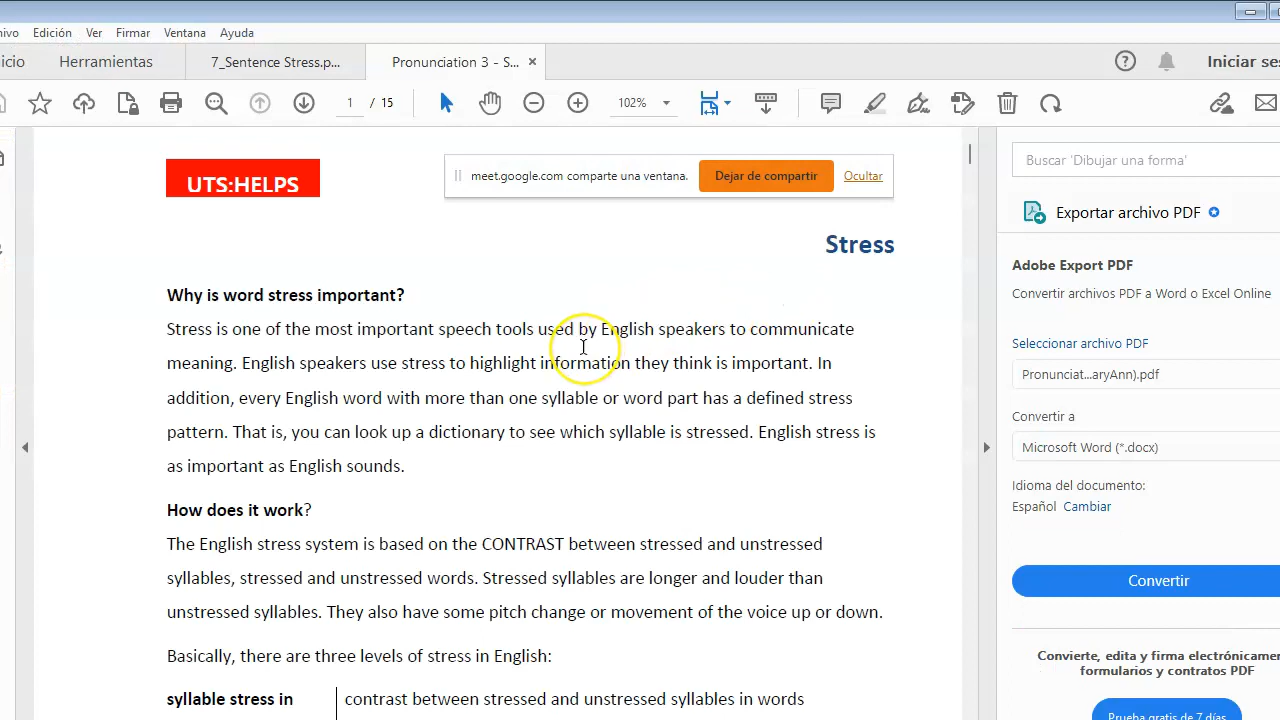 Edición Ver Firmar Ventana Ayuda
Herramientas 7_Sentence Stress.p... Pronunciation 3 - S... × Iniciar
1 / 15 102%
UTS:HELPS
meet.google.com comparte una ventana. Dejar de compartir Ocultar
Stress
Why is word stress important?
Stress is one of the most important speech tools used by English speakers to communicate
meaning. English speakers use stress to highlight information they think is important. In
addition, every English word with more than one syllable or word part has a defined stress
pattern. That is, you can look up a dictionary to see which syllable is stressed. English stress is
as important as English sounds.
How does it work?
The English stress system is based on the CONTRAST between stressed and unstressed
syllables, stressed and unstressed words. Stressed syllables are longer and louder than
unstressed syllables. They also have some pitch change or movement of the voice up or down.
Basically, there are three levels of stress in English:
syllable stress in contrast between stressed and unstressed syllables in words
Buscar 'Dibujar una forma'
Exportar archivo PDF
Adobe Export PDF
Convertir archivos PDF a Word o Excel Online
Seleccionar archivo PDF
Pronunciat...aryAnn).pdf
Convertir a
Microsoft Word (*.docx)
Idioma del documento:
Español Cambiar
Convertir
Convierte, edita y firma electrónicamen
formularios y contratos PDF
Prueba gratis de 7 días